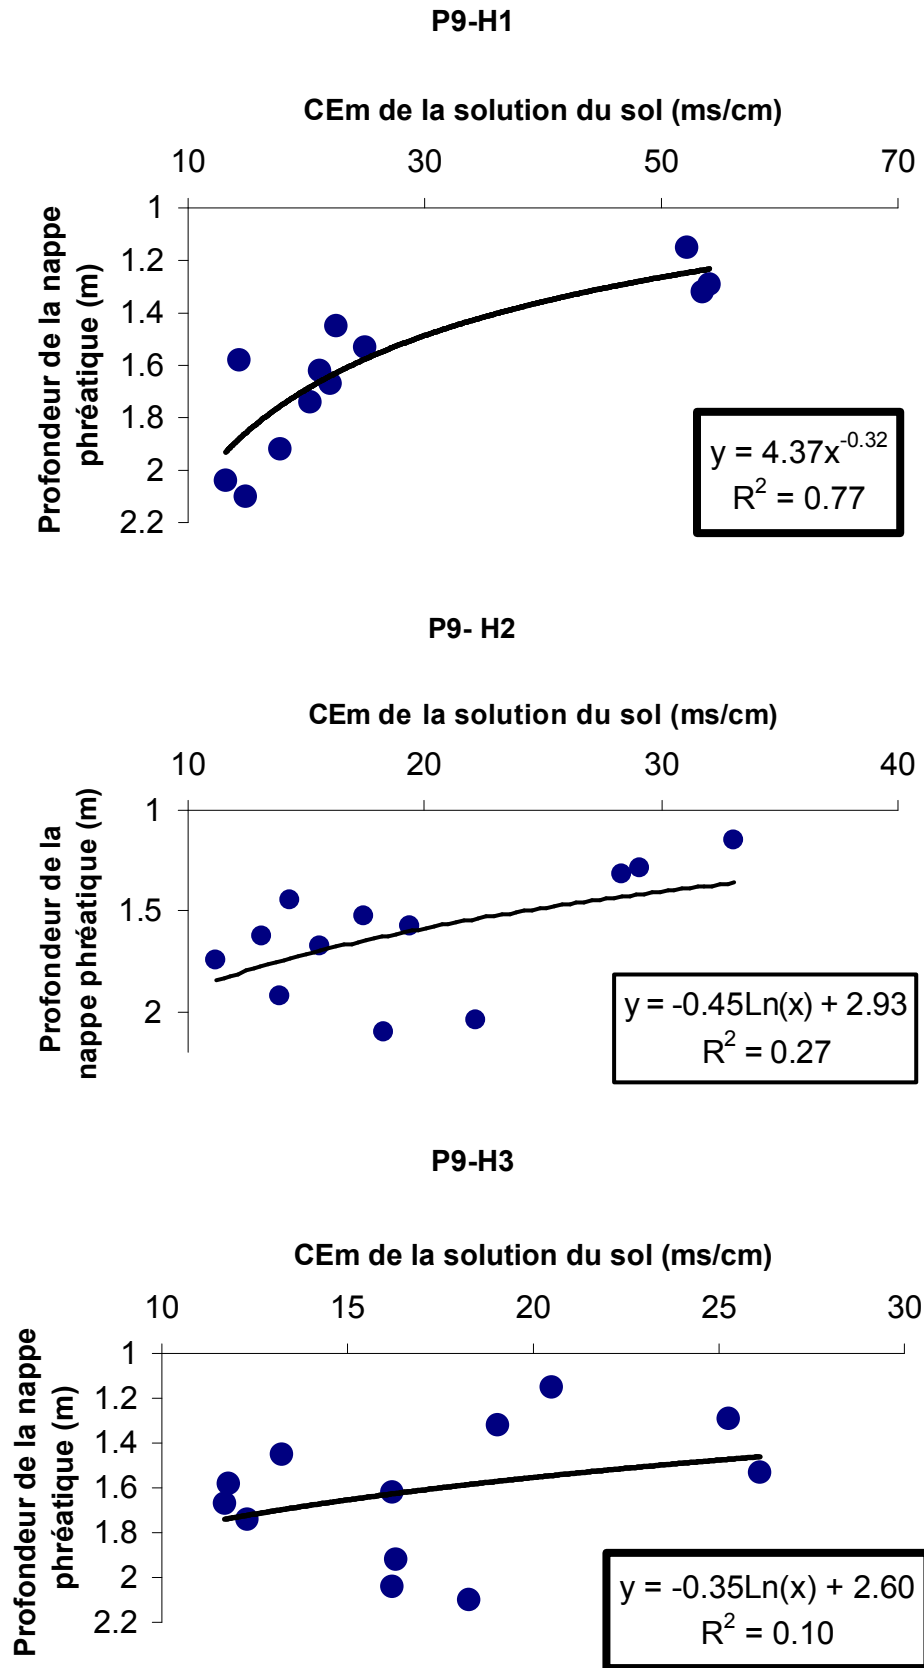 P9-H1
CEm de la solution du sol (ms/cm)
10 30 50 70
Profondeur de la nappe
phréatique (m)
1
1.2
1.4
1.6
1.8
2
2.2
y = 4.37x^-0.32
R² = 0.77
P9- H2
CEm de la solution du sol (ms/cm)
10 20 30 40
Profondeur de la
nappe phréatique (m)
1
1.5
2
y = -0.45Ln(x) + 2.93
R² = 0.27
P9-H3
CEm de la solution du sol (ms/cm)
10 15 20 25 30
Profondeur de la nappe
phréatique (m)
1
1.2
1.4
1.6
1.8
2
2.2
y = -0.35Ln(x) + 2.60
R² = 0.10